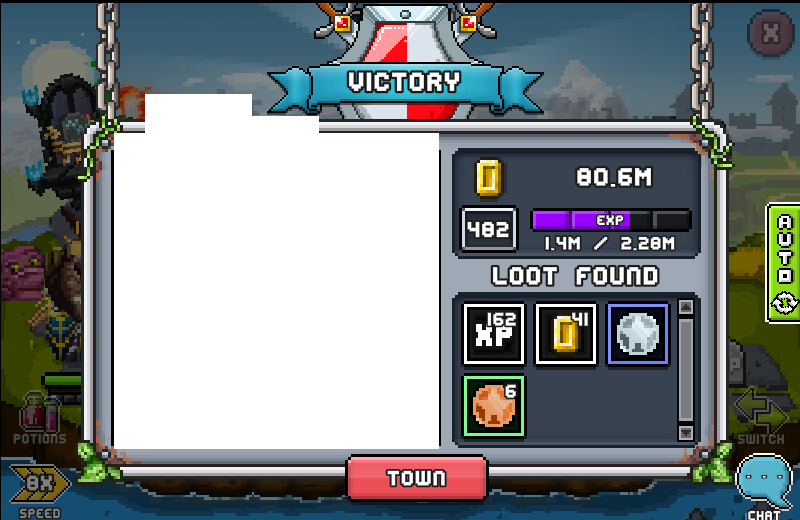 VICTORY
80.6M
482
EXP
1.4M / 2.28M
LOOT FOUND
162
XP
41
6
TOWN
AUTO
POTIONS
SWITCH
8X
SPEED
CHAT
X